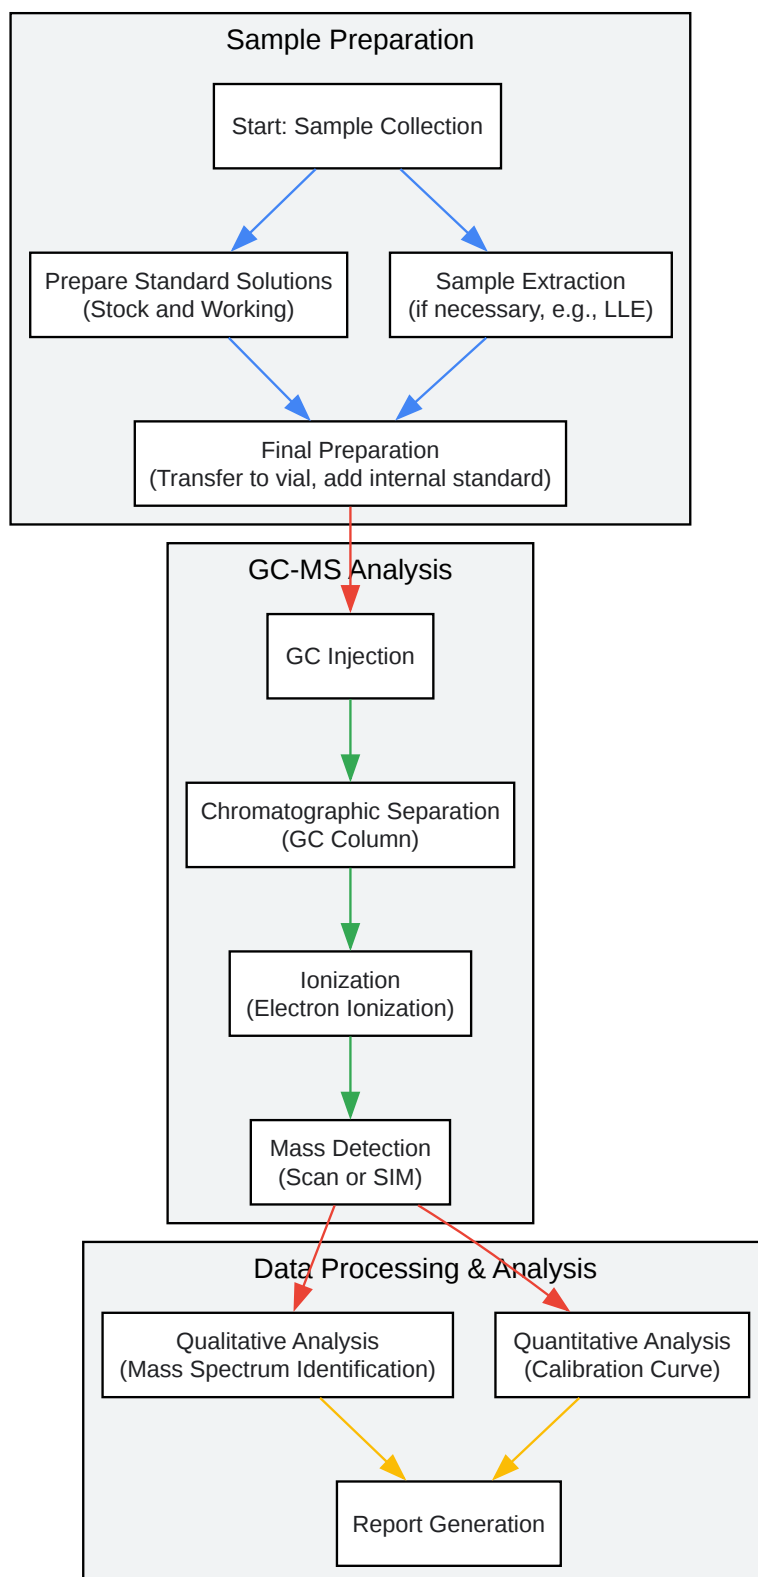 Sample Preparation
Start: Sample Collection
Prepare Standard Solutions
(Stock and Working)
Sample Extraction
(if necessary, e.g., LLE)
Final Preparation
(Transfer to vial, add internal standard)
GC-MS Analysis
GC Injection
Chromatographic Separation
(GC Column)
Ionization
(Electron Ionization)
Mass Detection
(Scan or SIM)
Data Processing & Analysis
Qualitative Analysis
(Mass Spectrum Identification)
Quantitative Analysis
(Calibration Curve)
Report Generation